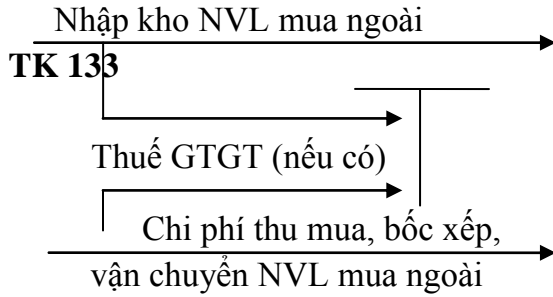 Nhập kho NVL mua ngoài
TK 133
Thuế GTGT (nếu có)
Chi phí thu mua, bốc xếp,
vận chuyển NVL mua ngoài